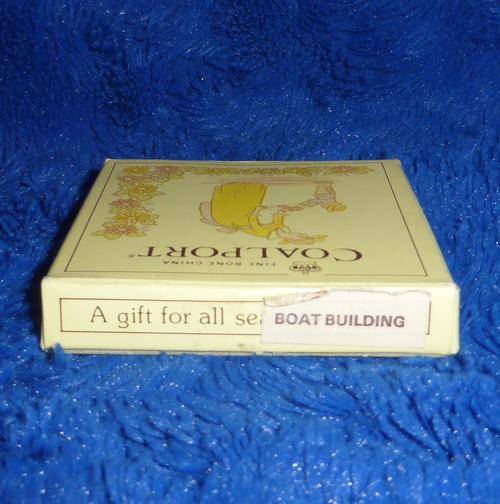 FINE BONE CHINA
COALPORT®
A gift for all sea
BOAT BUILDING